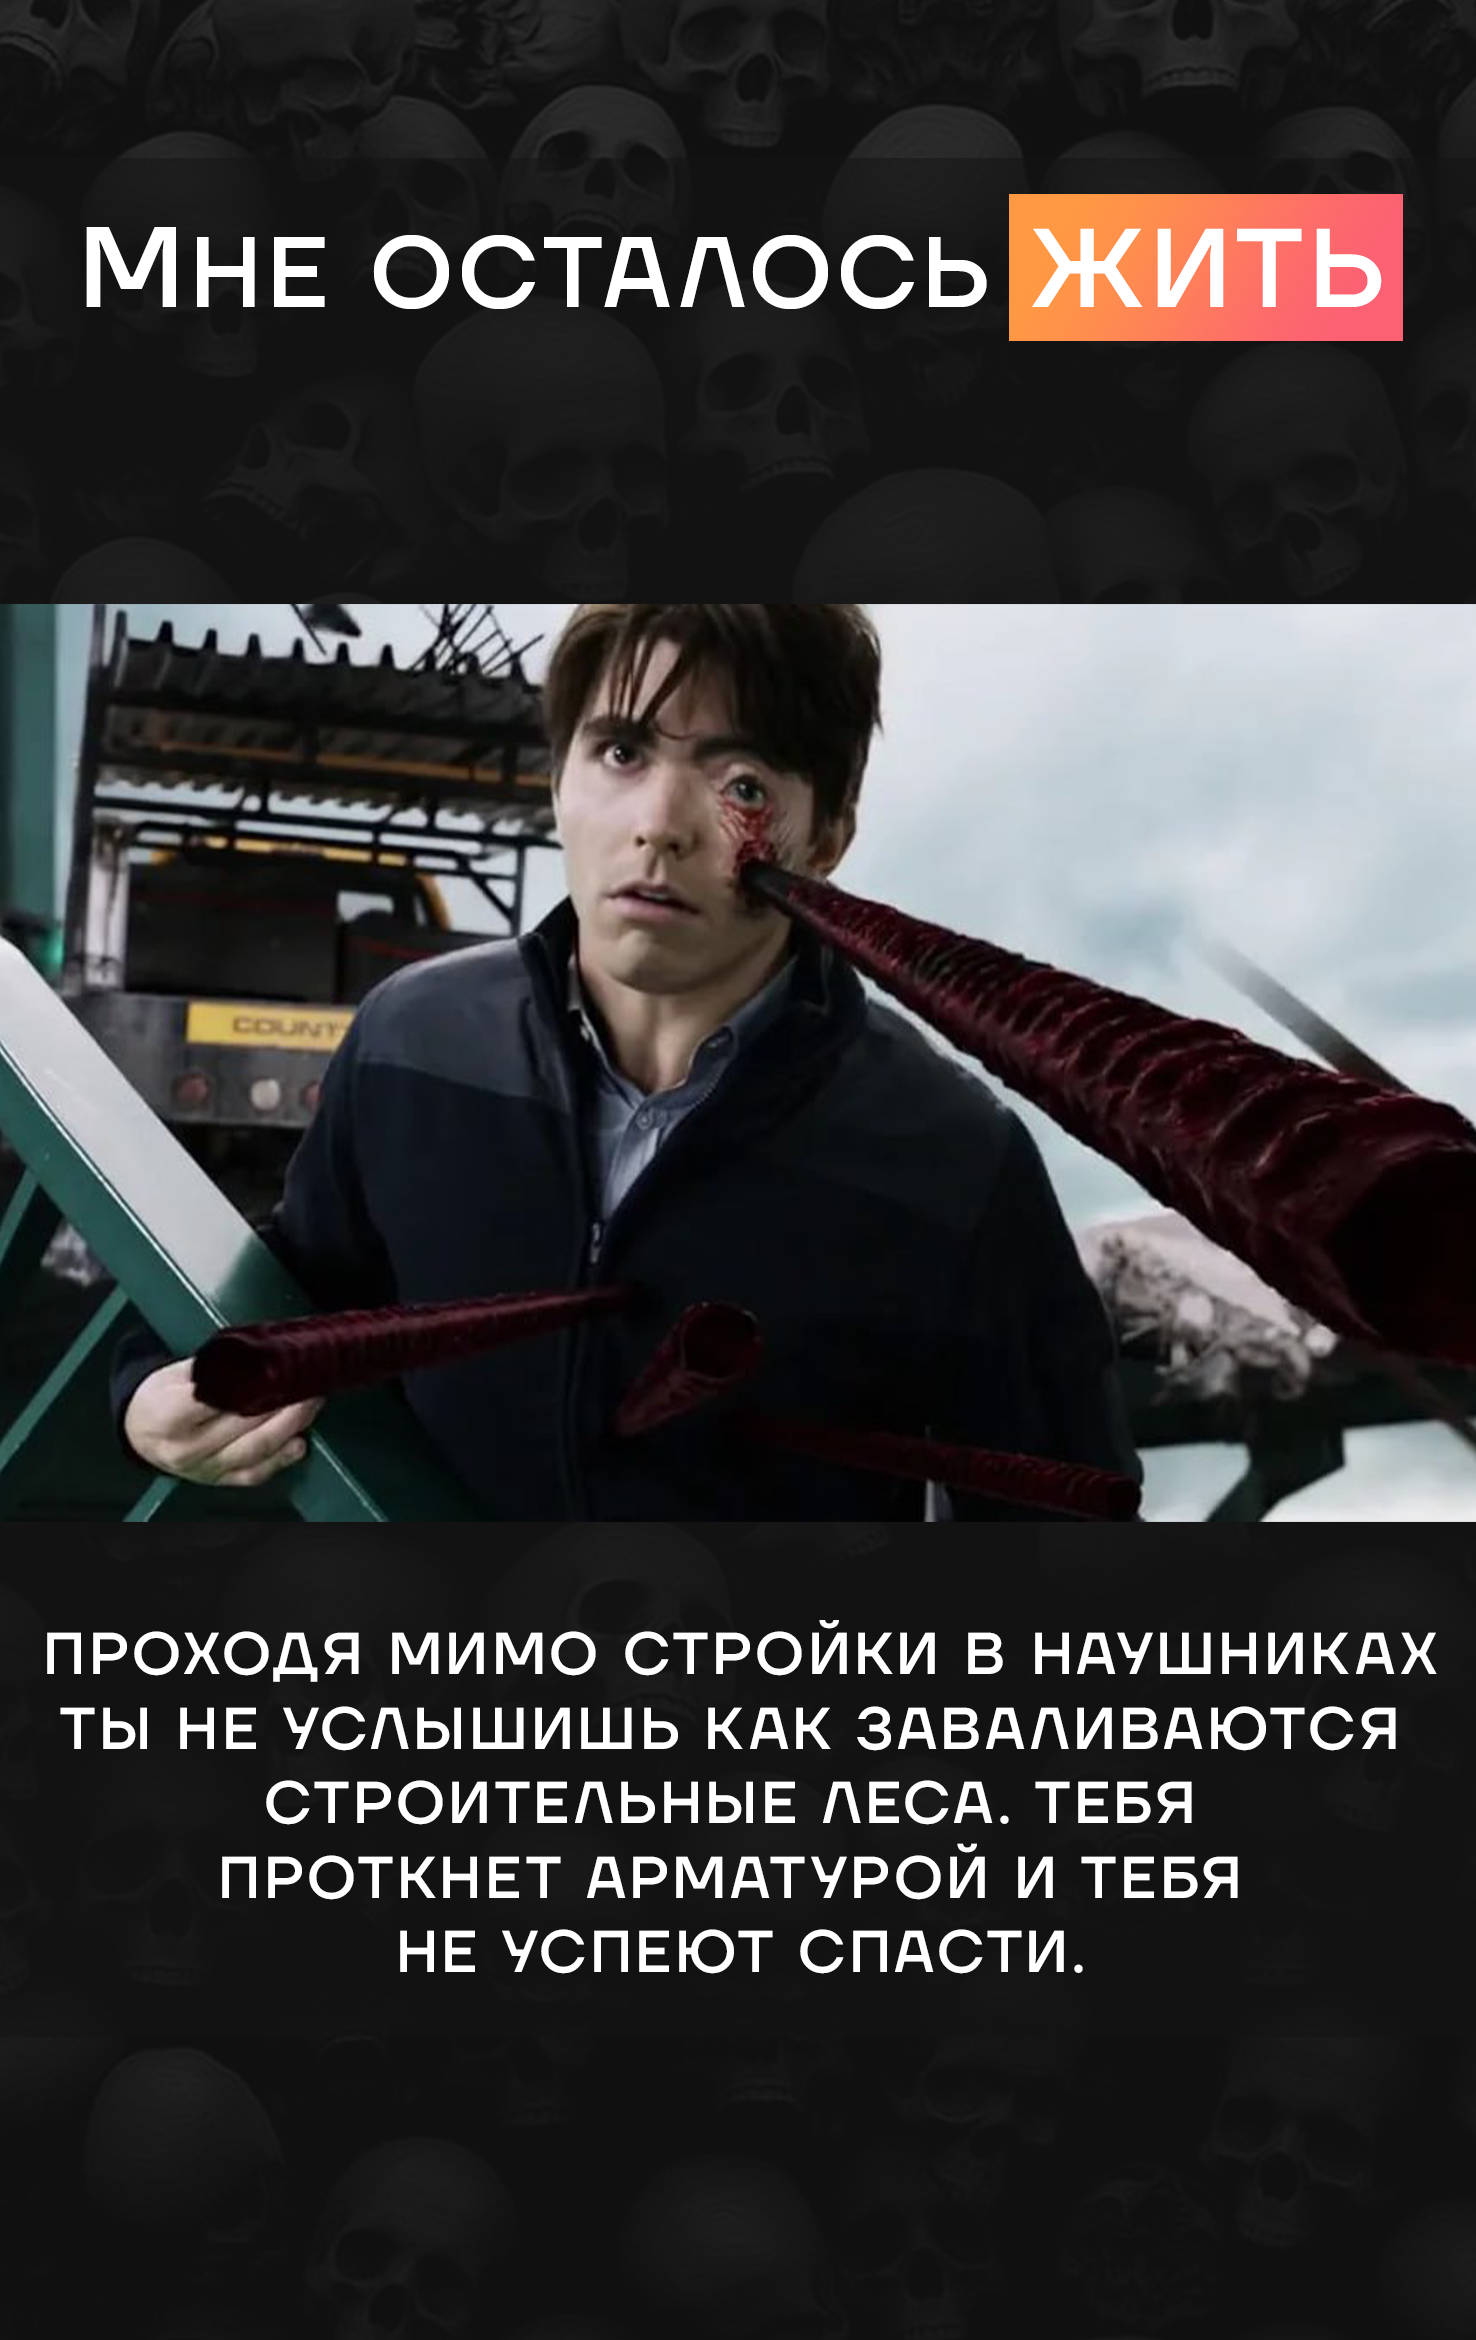 Мне осталось жить
COUNT
ПРОХОДЯ МИМО СТРОЙКИ В НАУШНИКАХ
ТЫ НЕ УСЛЫШИШЬ КАК ЗАВАЛИВАЮТСЯ
СТРОИТЕЛЬНЫЕ ЛЕСА. ТЕБЯ
ПРОТКНЕТ АРМАТУРОЙ И ТЕБЯ
НЕ УСПЕЮТ СПАСТИ.